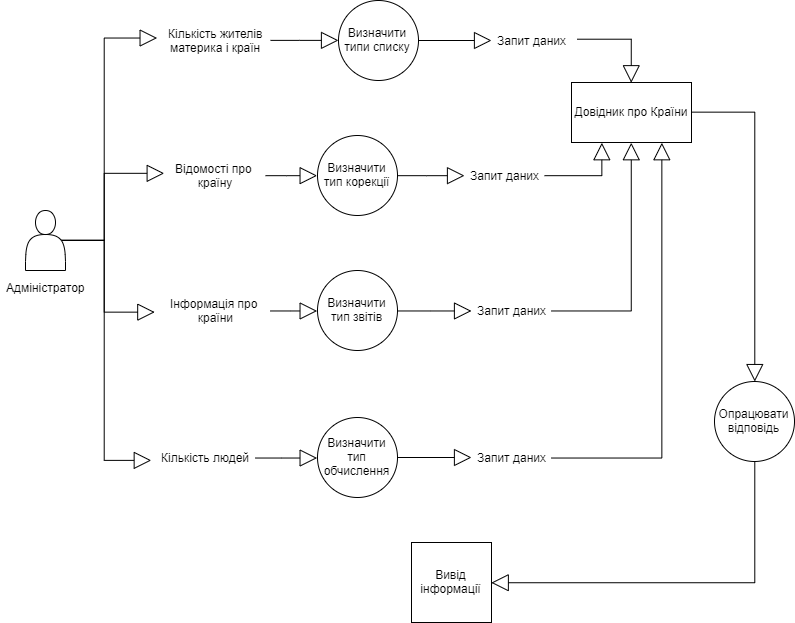 Кількість жителів
материка і країн
Визначити
типи списку
Запит даних
Довідник про Країни
Відомості про
країну
Визначити
тип корекції
Запит даних
Адміністратор
Інформація про
країни
Визначити
тип звітів
Запит даних
Опрацювати
відповідь
Кількість людей
Визначити
тип
обчислення
Запит даних
Вивід
інформації